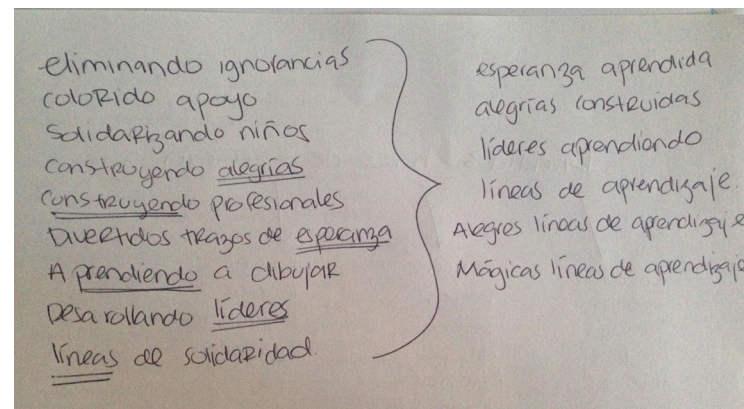 eliminando ignorancias
colorido apoyo
solidarizando niños
construyendo alegrías
construyendo profesionales
Divertidos trazos de esperanza
Aprendiendo a dibujar
Desarollando líderes
líneas de solidaridad.
esperanza aprendida
alegrías construidas
líderes aprendiendo
líneas de aprendizaje.
Alegres líneas de aprendizaje
Mágicas líneas de aprendizaje